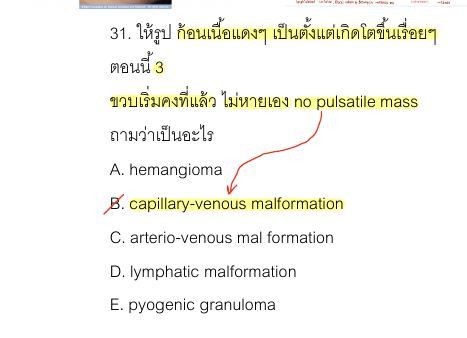 31. ให้รูป ก้อนเนื้อแดงๆ เป็นตั้งแต่เกิดโตขึ้นเรื่อยๆ
ตอนนี้ 3
ขวบเริ่มคงที่แล้ว ไม่หายเอง no pulsatile mass
ถามว่าเป็นอะไร
A. hemangioma
B. capillary-venous malformation
C. arterio-venous mal formation
D. lymphatic malformation
E. pyogenic granuloma